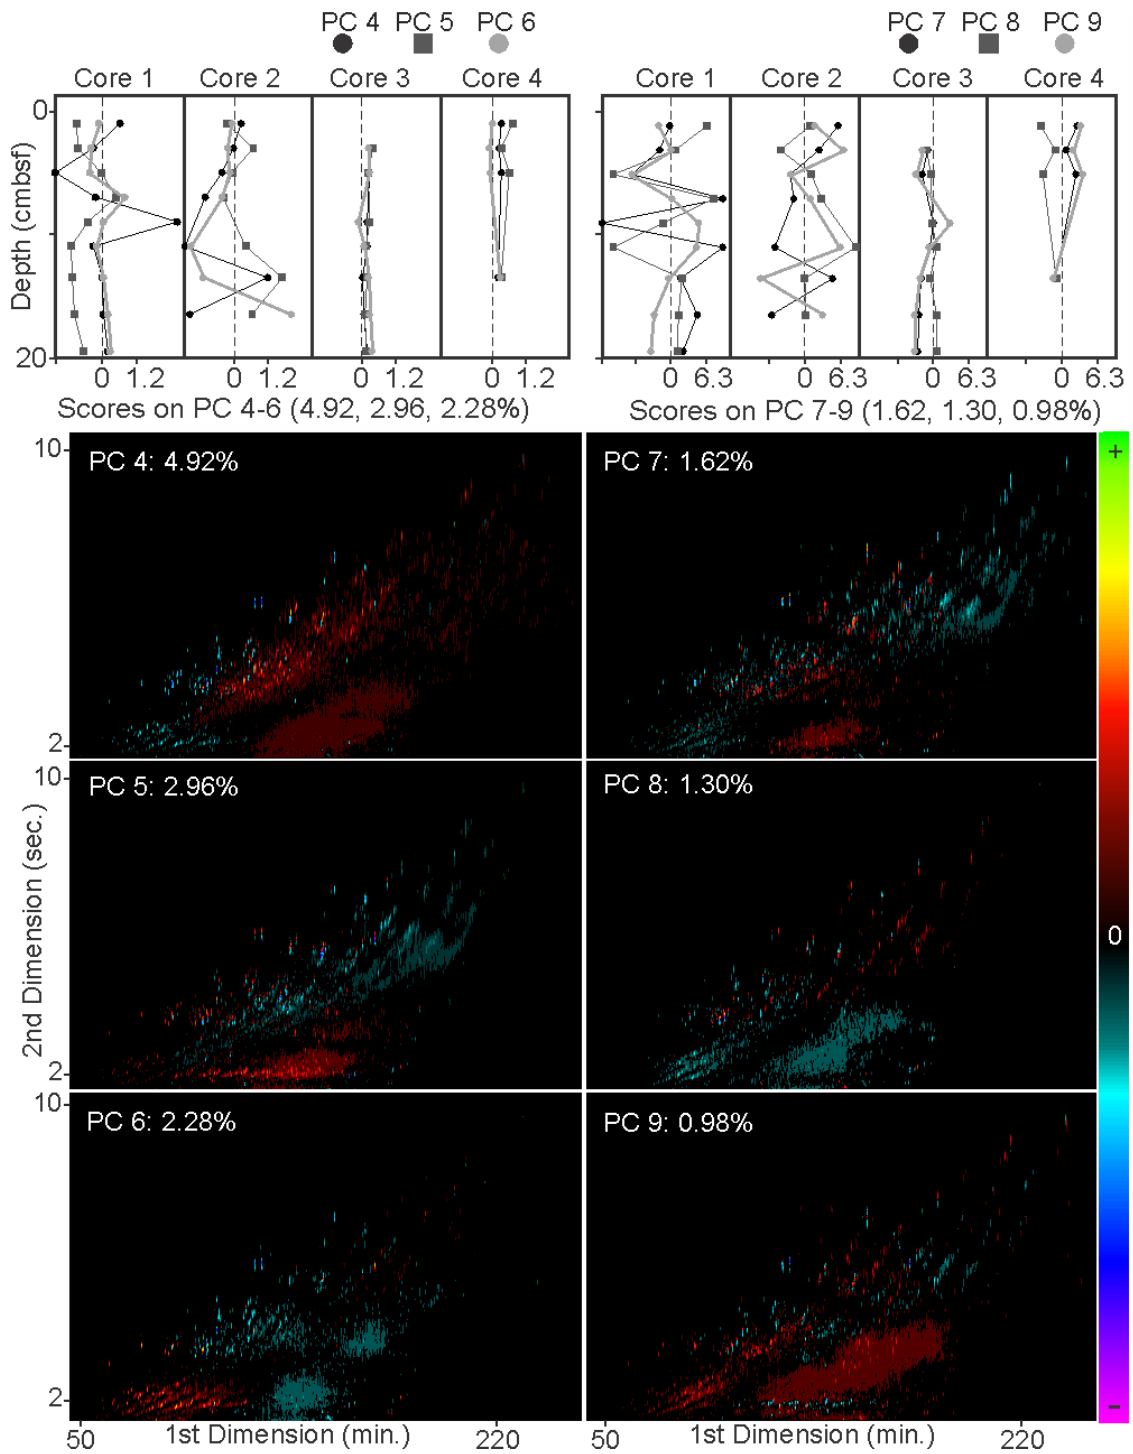 PC 4 PC 5 PC 6 PC 7 PC 8 PC 9
Core 1 Core 2 Core 3 Core 4 Core 1 Core 2 Core 3 Core 4
0
Depth (cmbsf)
20
0 1.2 0 1.2 0 1.2 0 1.2 0 6.3 0 6.3 0 6.3 0 6.3
Scores on PC 4-6 (4.92, 2.96, 2.28%) Scores on PC 7-9 (1.62, 1.30, 0.98%)
10
PC 4: 4.92% PC 7: 1.62%
+
2
10
PC 5: 2.96% PC 8: 1.30%
2nd Dimension (sec.)
0
2
10
PC 6: 2.28% PC 9: 0.98%
2
-
50 1st Dimension (min.) 220 50 1st Dimension (min.) 220